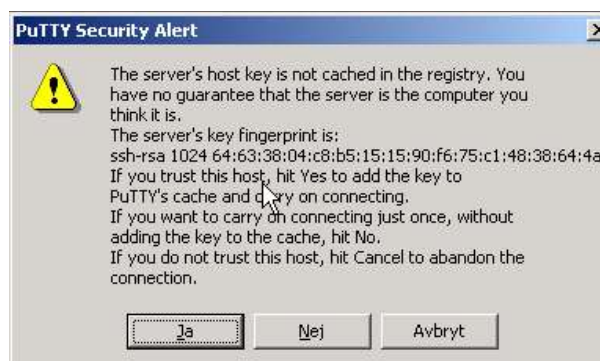 PuTTY Security Alert
The server's host key is not cached in the registry. You
have no guarantee that the server is the computer you
think it is.
The server's key fingerprint is:
ssh-rsa 1024 64:63:38:04:c8:b5:15:15:90:f6:75:c1:48:38:64:4a
If you trust this host, hit Yes to add the key to
PuTTY's cache and carry on connecting.
If you want to carry on connecting just once, without
adding the key to the cache, hit No.
If you do not trust this host, hit Cancel to abandon the
connection.
Ja Nej Avbryt